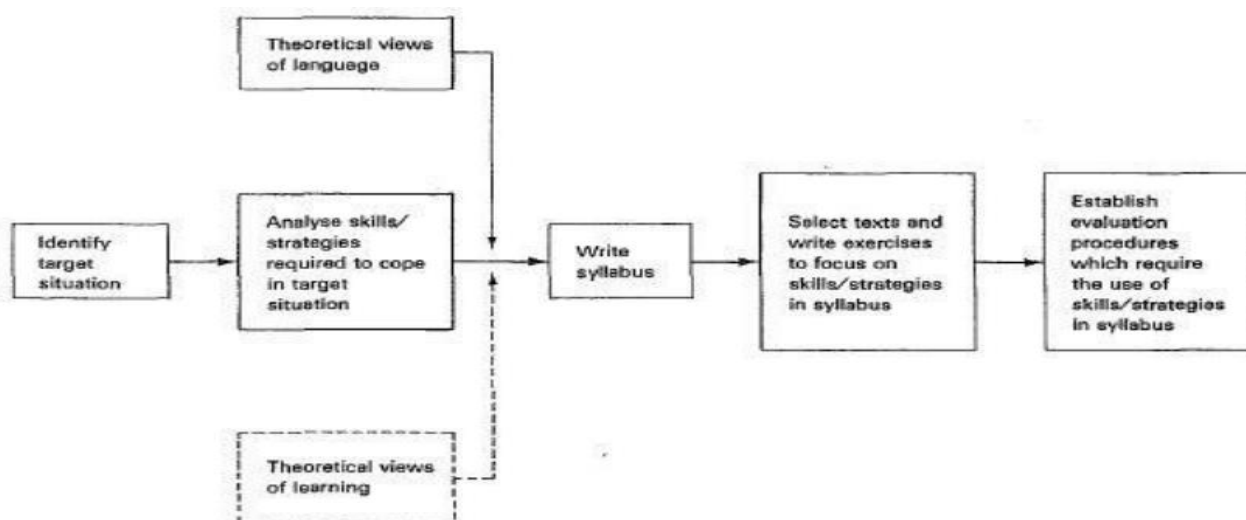 Theoretical views
of language
Identify
target
situation
Analyse skills/
strategies
required to cope
in target
situation
Write
syllabus
Select texts and
write exercises
to focus on
skills/strategies
in syllabus
Establish
evaluation
procedures
which require
the use of
skills/strategies
in syllabus
Theoretical views
of learning